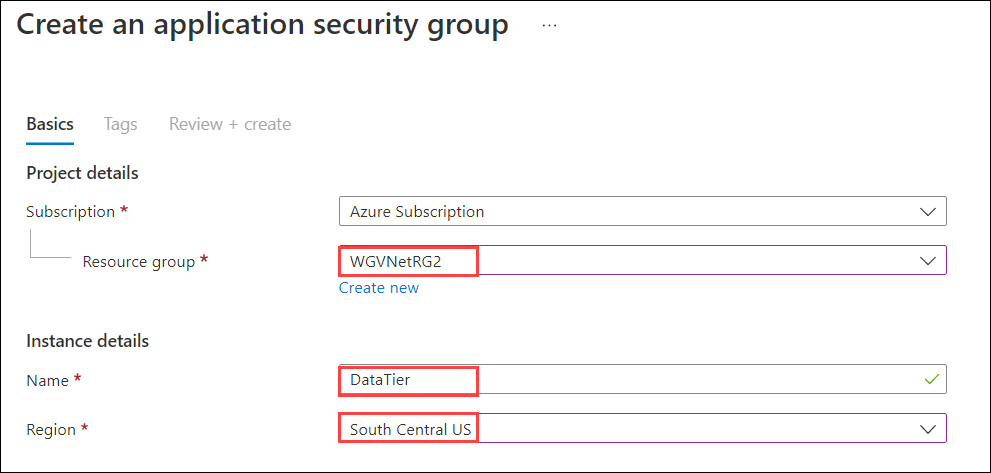 Create an application security group ...
Basics Tags Review + create
Project details
Subscription * Azure Subscription
Resource group * WGVNetRG2
Create new
Instance details
Name * DataTier
Region * South Central US